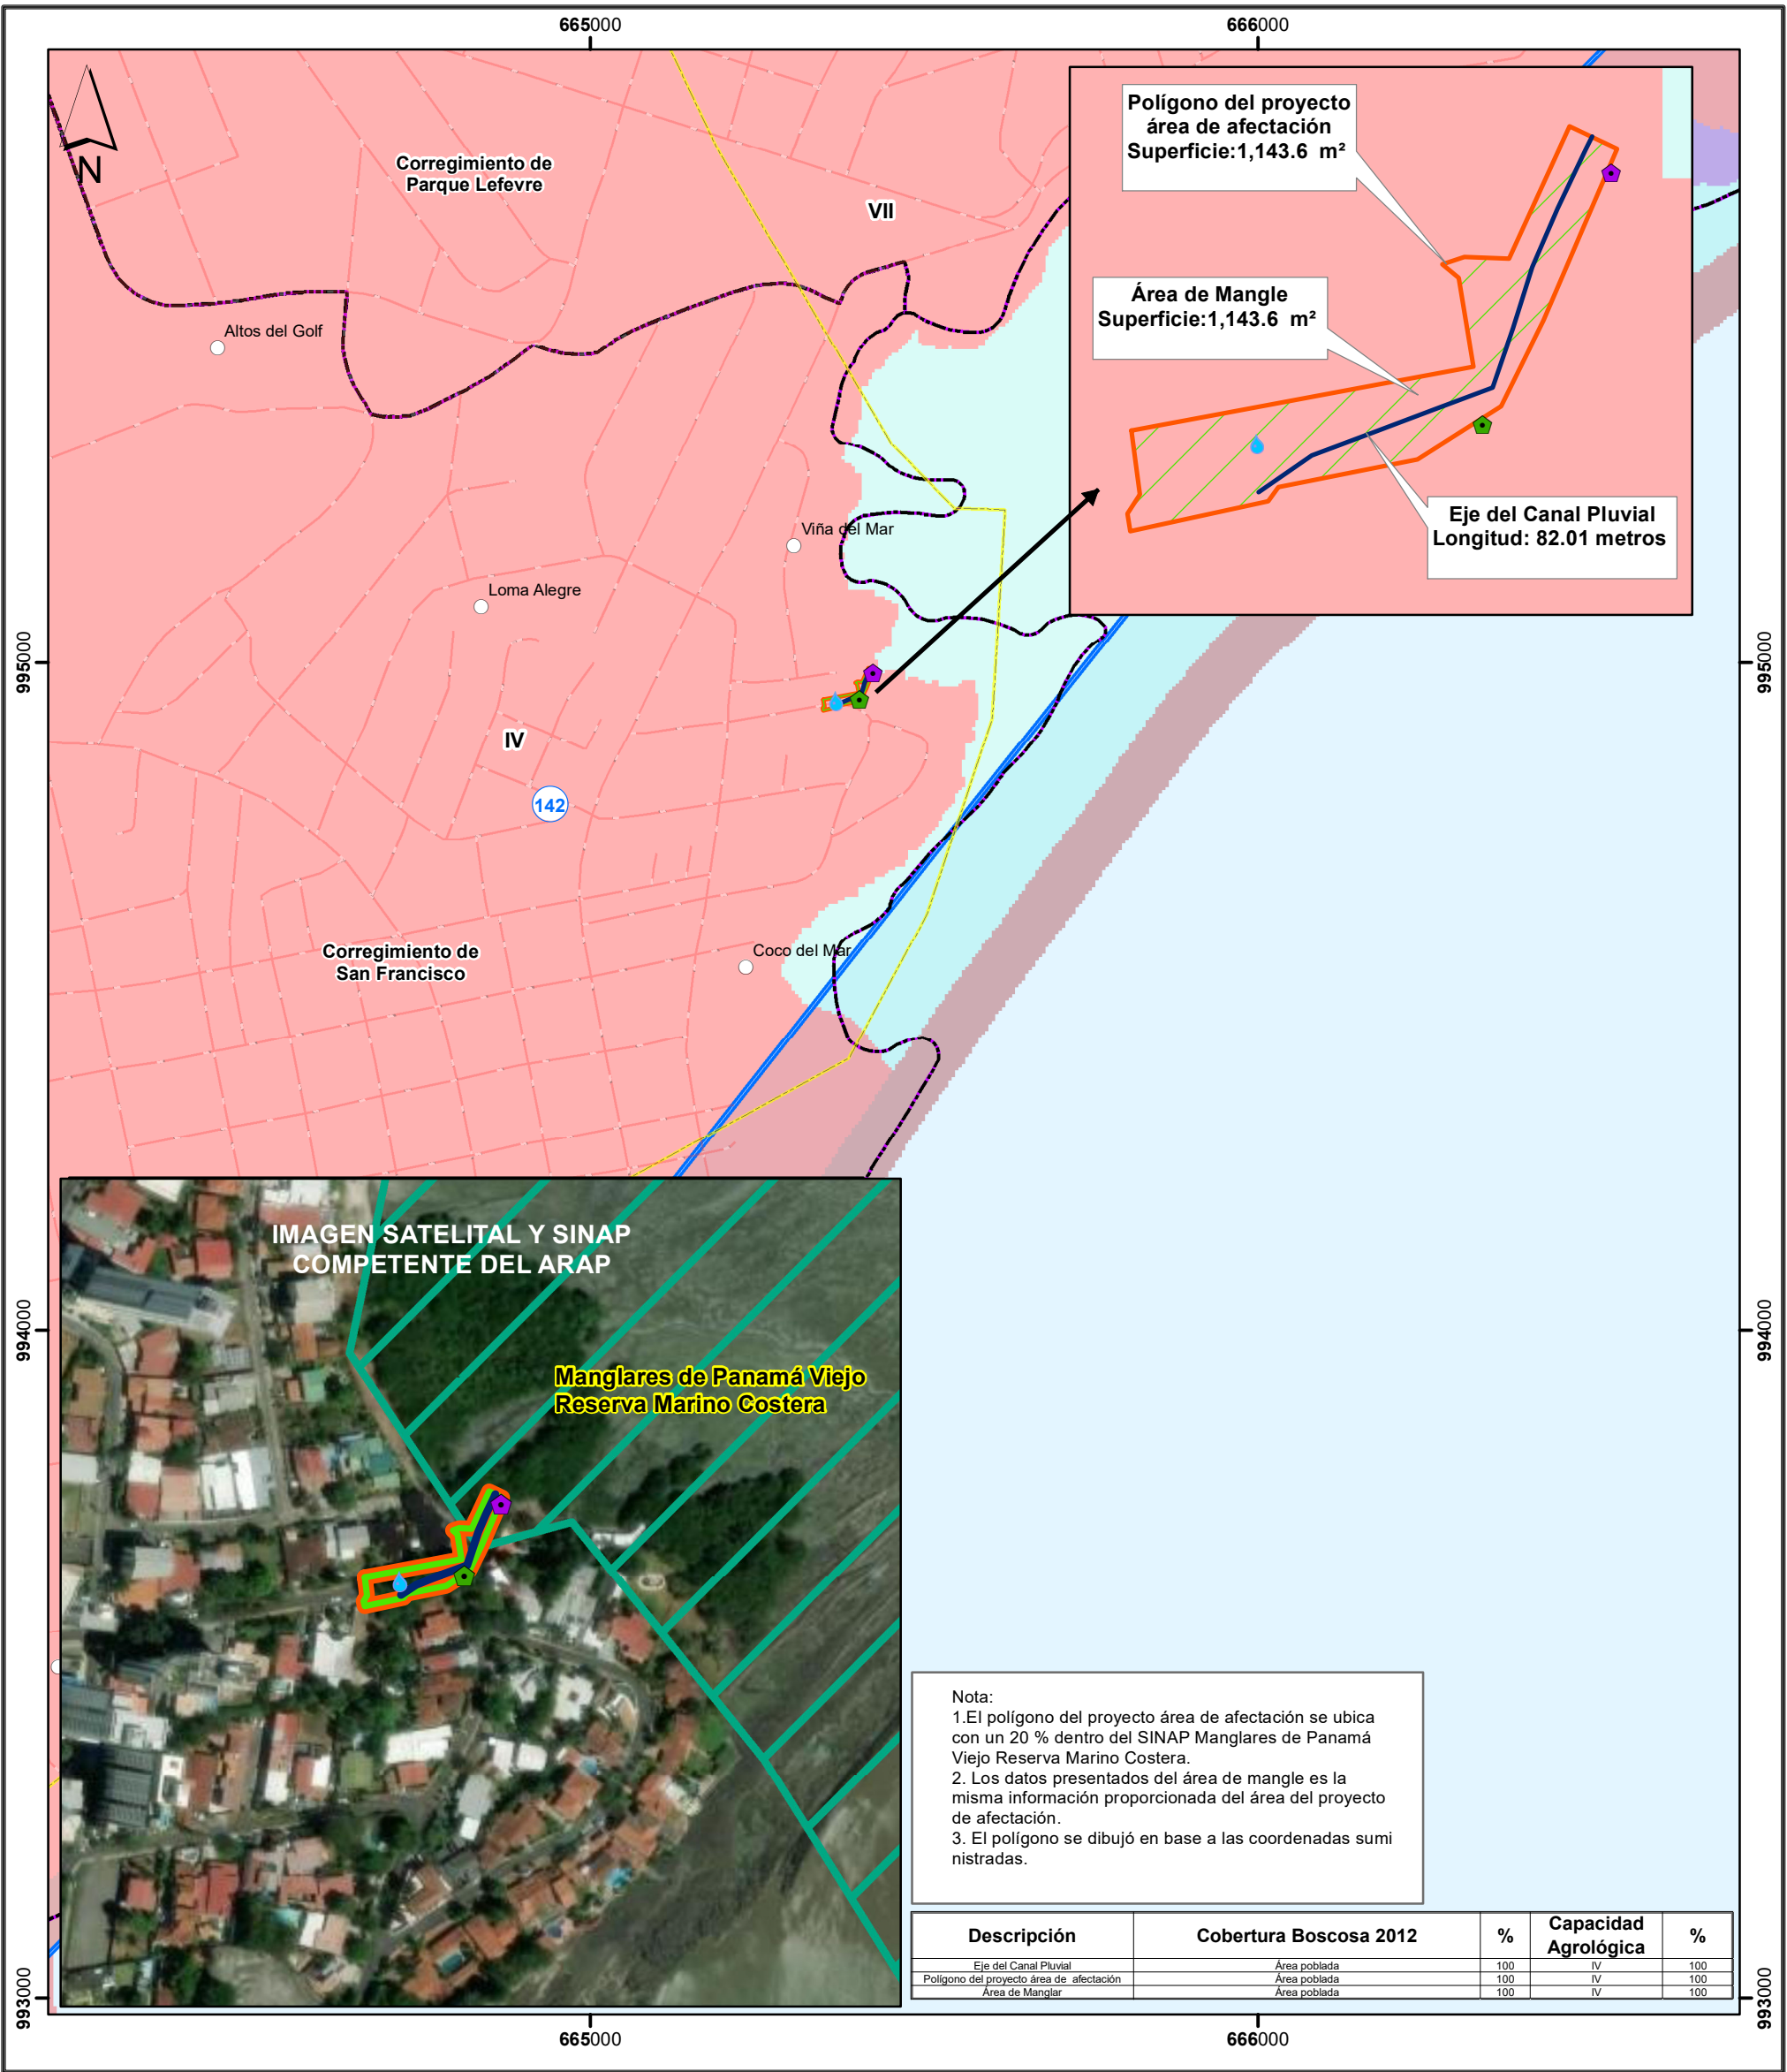 665000
666000
N
Corregimiento de
Parque Lefevre
VII
Polígono del proyecto
área de afectación
Superficie:1,143.6 m²
Área de Mangle
Superficie:1,143.6 m²
Eje del Canal Pluvial
Longitud: 82.01 metros
Altos del Golf
Viña del Mar
Loma Alegre
995000
995000
IV
142
Corregimiento de
San Francisco
Coco del Mar
IMAGEN SATELITAL Y SINAP
COMPETENTE DEL ARAP
994000
994000
Manglares de Panamá Viejo
Reserva Marino Costera
Nota:
1.El polígono del proyecto área de afectación se ubica
con un 20 % dentro del SINAP Manglares de Panamá
Viejo Reserva Marino Costera.
2. Los datos presentados del área de mangle es la
misma información proporcionada del área del proyecto
de afectación.
3. El polígono se dibujó en base a las coordenadas sumi
nistradas.
Descripción Cobertura Boscosa 2012 % Capacidad Agrológica %
Eje del Canal Pluvial Área poblada 100 IV 100
Polígono del proyecto área de afectación Área poblada 100 IV 100
Área de Manglar Área poblada 100 IV 100
993000
993000
665000
666000